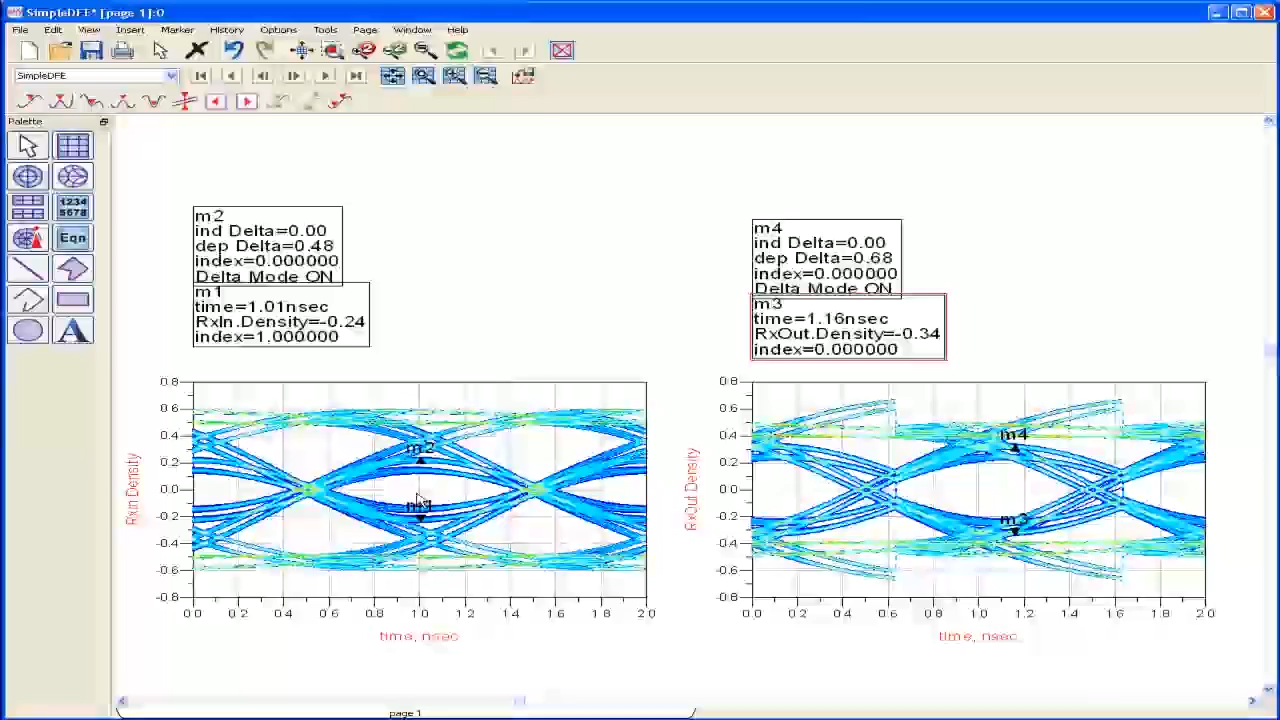 SimpleDFE* [page 1]:0
File Edit View Insert Marker History Options Tools Page Window Help
SimpleDFE
Palette
1234
5678
Eqn
A
m2
ind Delta=0.00
dep Delta=0.48
index=0.000000
Delta Mode ON
m1
time=1.01nsec
RxIn.Density=-0.24
index=1.000000
m4
ind Delta=0.00
dep Delta=0.68
index=0.000000
Delta Mode ON
m3
time=1.16nsec
RxOut.Density=-0.34
index=0.000000
RxIn Density
0.8
0.6
0.4
0.2
0.0
-0.2
-0.4
-0.6
-0.8
m2
m1
0.0 0.2 0.4 0.6 0.8 1.0 1.2 1.4 1.6 1.8 2.0
time, nsec
RxOut Density
0.8
0.6
0.4
0.2
0.0
-0.2
-0.4
-0.6
-0.8
m4
m3
0.0 0.2 0.4 0.6 0.8 1.0 1.2 1.4 1.6 1.8 2.0
time, nsec
page 1